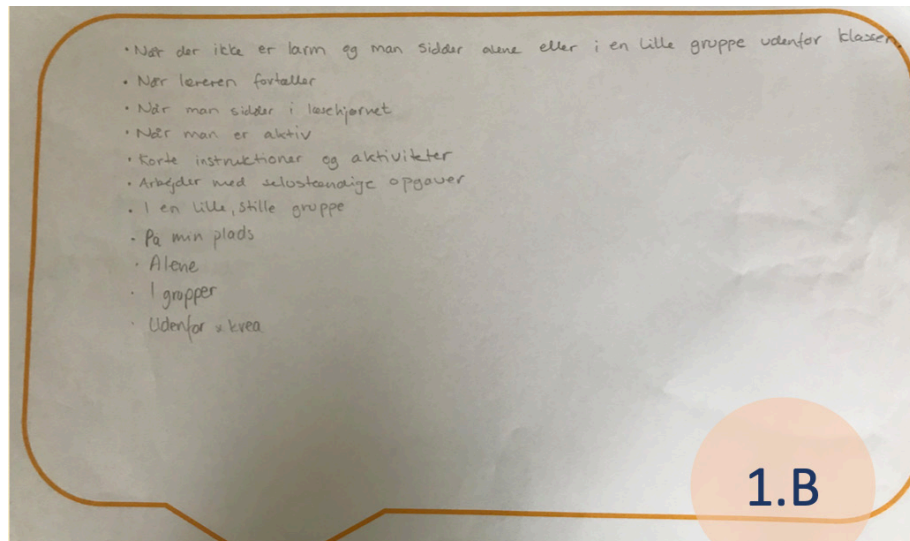 • Når der ikke er larm og man sidder alene eller i en lille gruppe udenfor klassen.
• Når læreren fortæller
• Når man sidder i læsehjørnet
• Når man er aktiv
• Korte instruktioner og aktiviteter
• Arbejder med selvstændige opgaver
• I en lille, stille gruppe
• På min plads
• Alene
• I grupper
• Udenfor x krea
1.B